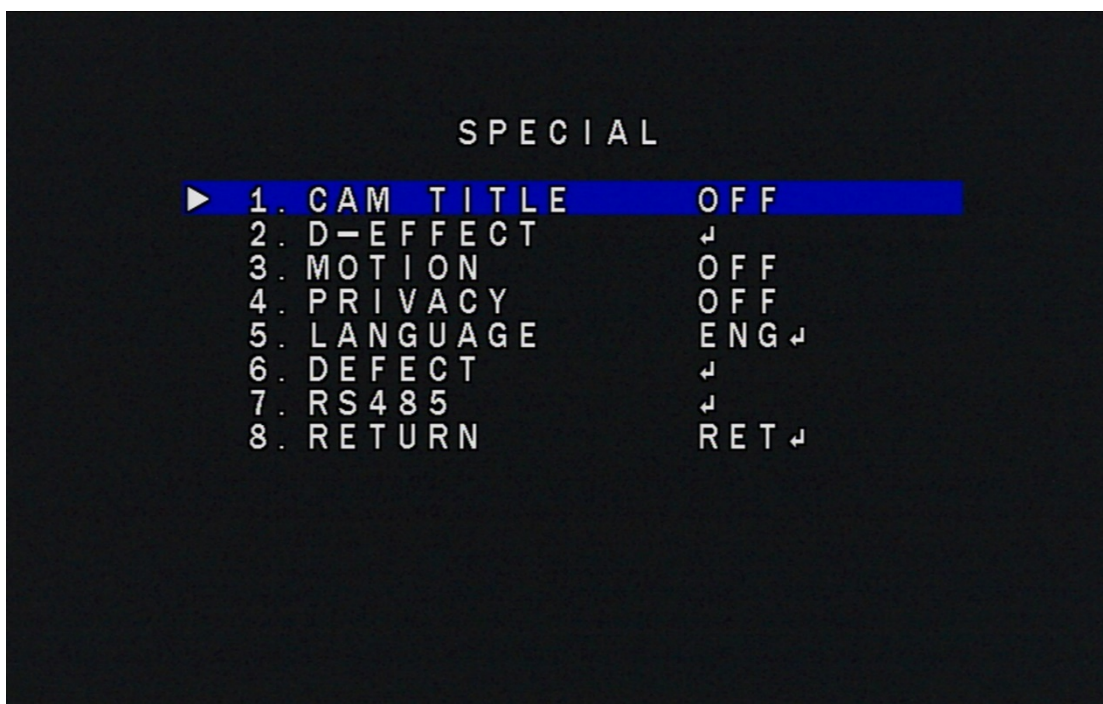 SPECIAL
▶ 1. CAM TITLE OFF
2. D-EFFECT ↲
3. MOTION OFF
4. PRIVACY OFF
5. LANGUAGE ENG↲
6. DEFECT ↲
7. RS485 ↲
8. RETURN RET↲